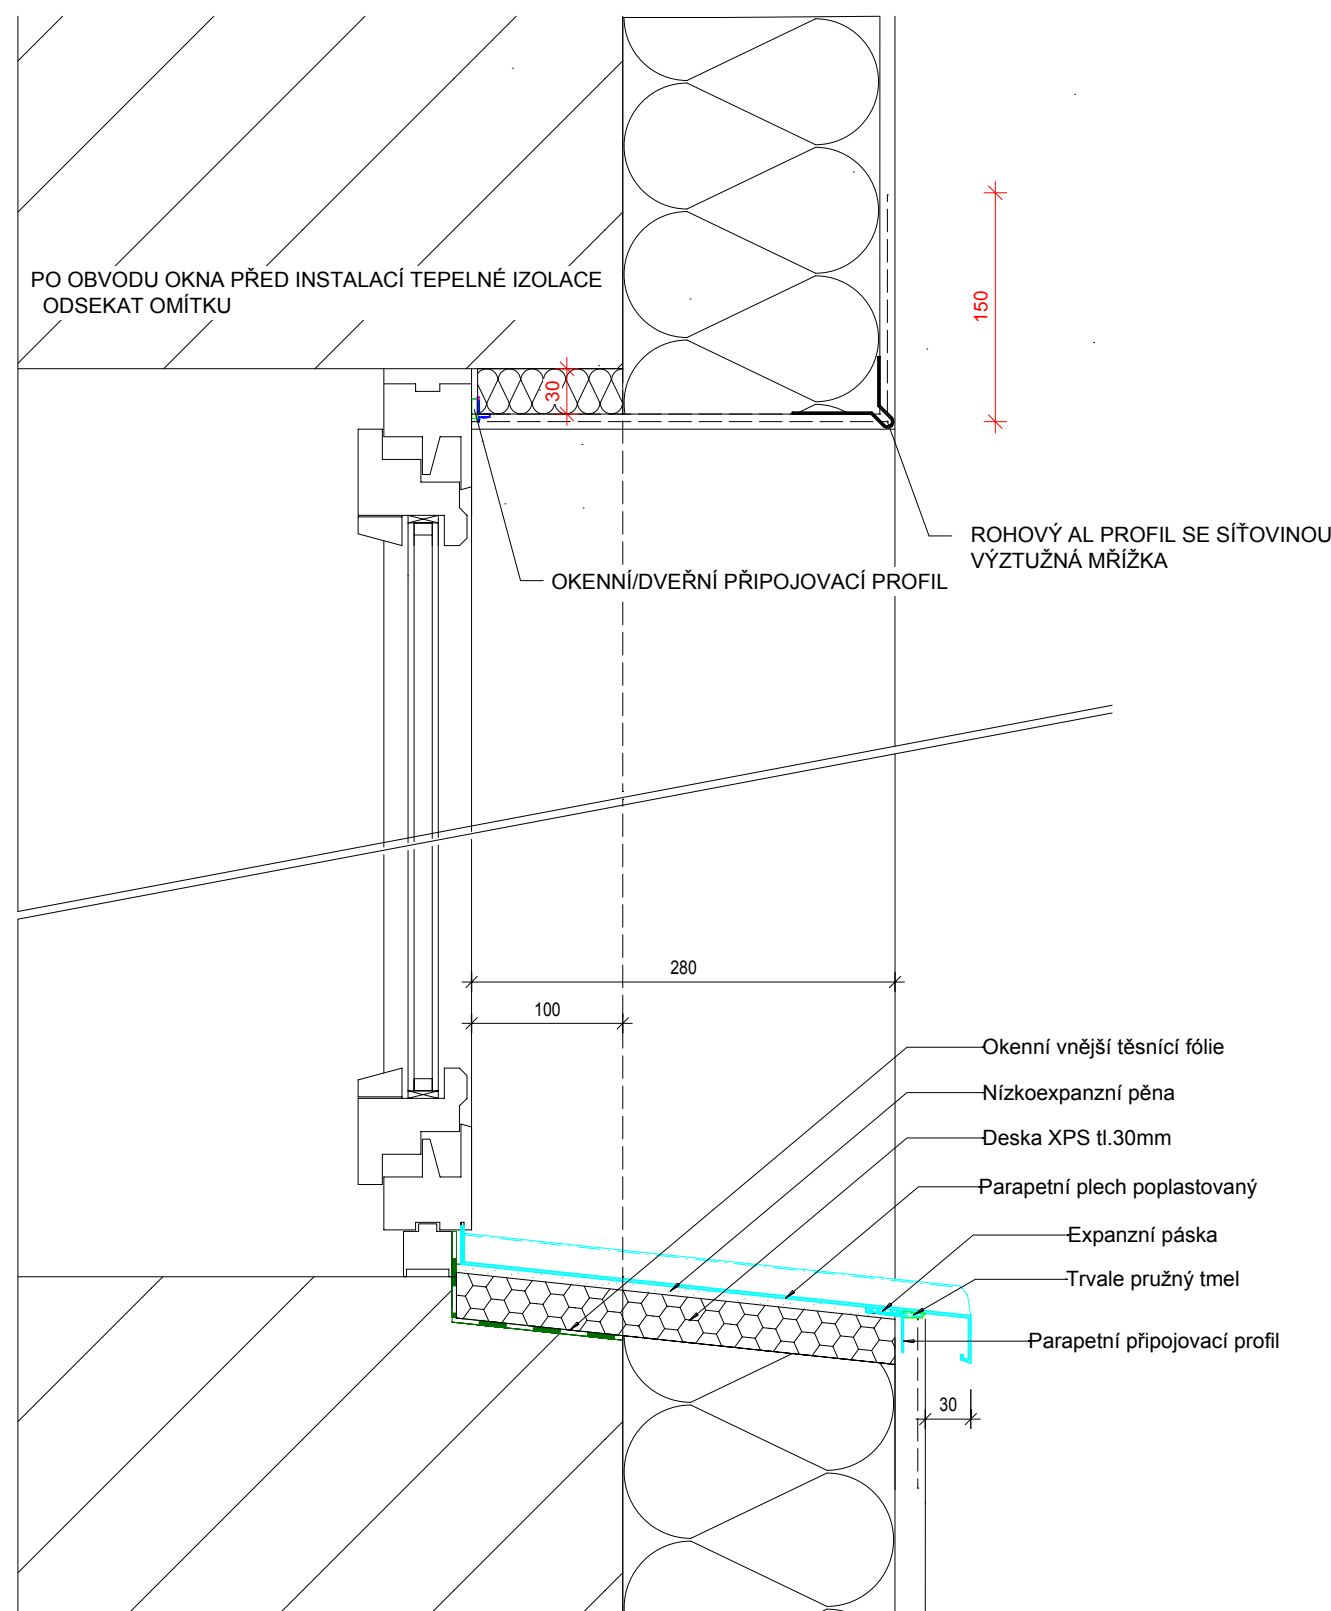 PO OBVODU OKNA PŘED INSTALACÍ TEPELNÉ IZOLACE
ODSEKAT OMÍTKU
150
30
ROHOVÝ AL PROFIL SE SÍŤOVINOU
VÝZTUŽNÁ MŘÍŽKA
OKENNÍ/DVEŘNÍ PŘIPOJOVACÍ PROFIL
280
100
Okenní vnější těsnící fólie
Nízkoexpanzní pěna
Deska XPS tl.30mm
Parapetní plech poplastovaný
Expanzní páska
Trvale pružný tmel
Parapetní připojovací profil
30